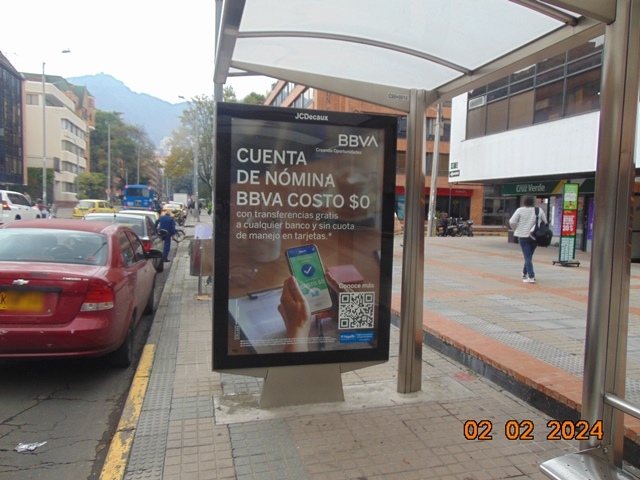 JCDecaux
BBVA
Creando Oportunidades
CUENTA
DE NÓMINA
BBVA COSTO $0
con transferencias gratis
a cualquier banco y sin cuota
de manejo en tarjetas.*
Conoce más
Cruz Verde
30%
02 02 2024